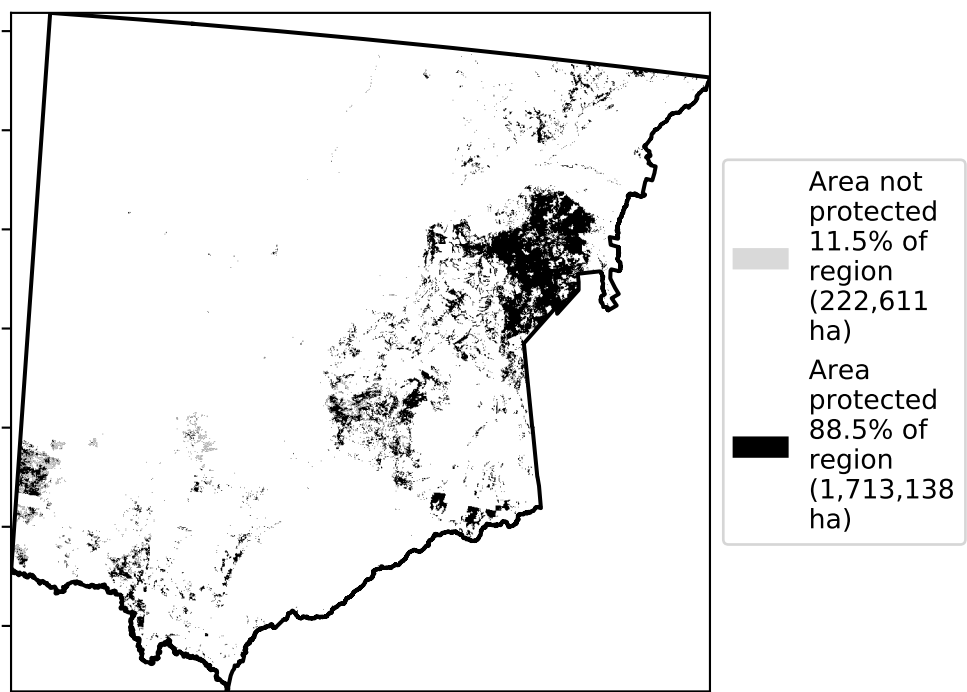 Area not
protected
11.5% of
region
(222,611
ha)
Area
protected
88.5% of
region
(1,713,138
ha)